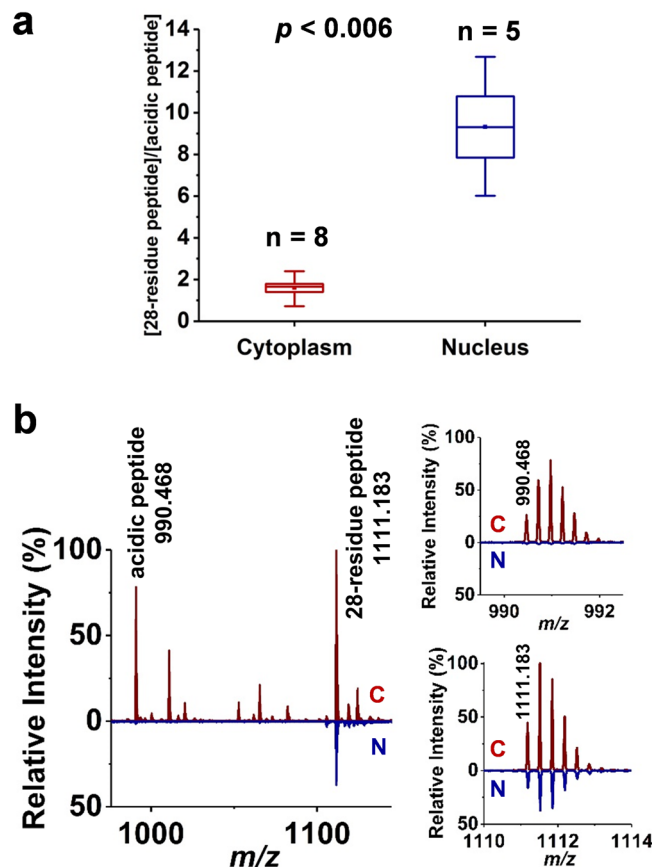 a
p < 0.006
n = 5
n = 8
[28-residue peptide]/[acidic peptide]
14
12
10
8
6
4
2
0
Cytoplasm
Nucleus
b
acidic peptide
990.468
28-residue peptide
1111.183
Relative Intensity (%)
100
50
0
50
C
N
1000
1100
m/z
Relative Intensity (%)
100
50
0
50
990.468
C
N
990
992
m/z
Relative Intensity (%)
100
50
0
50
1111.183
C
N
1110
1112
1114
m/z